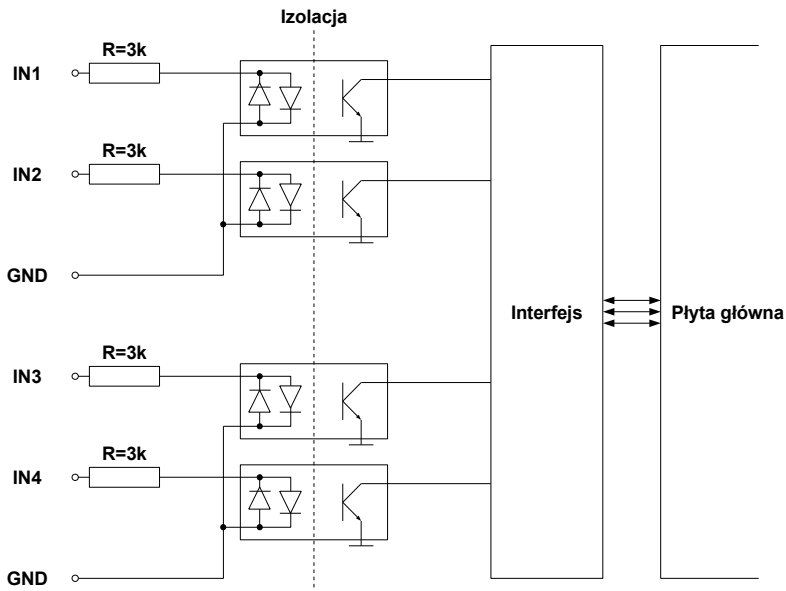 Izolacja
R=3k
IN1
R=3k
IN2
GND
Interfejs
Płyta główna
R=3k
IN3
R=3k
IN4
GND